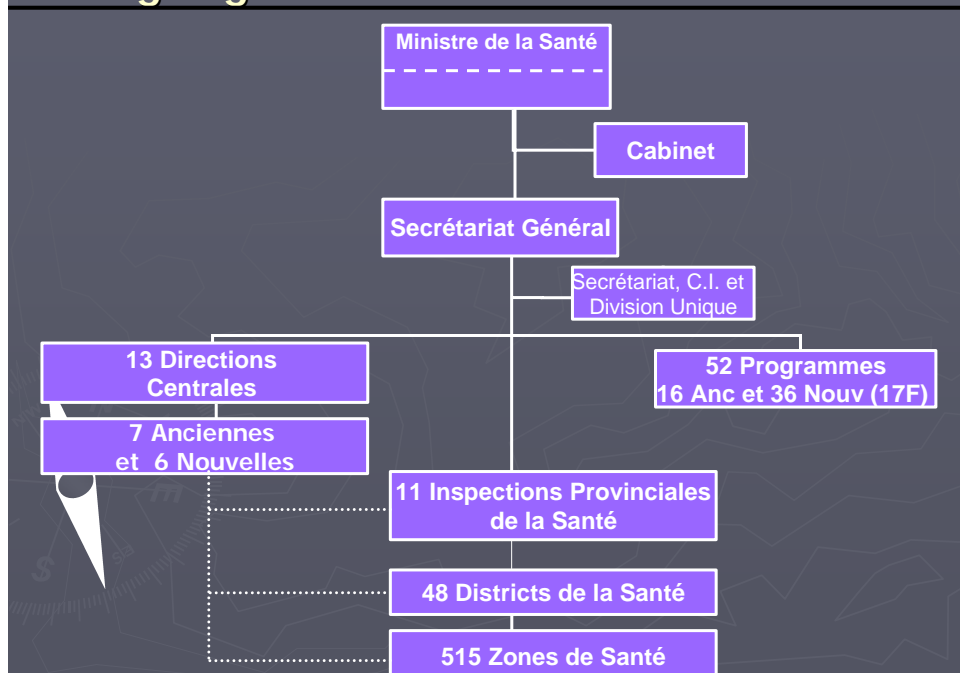 Ministre de la Santé
Cabinet
Secrétariat Général
Secrétariat, C.I. et
Division Unique
13 Directions
Centrales
52 Programmes
16 Anc et 36 Nouv (17F)
7 Anciennes
et 6 Nouvelles
11 Inspections Provinciales
de la Santé
48 Districts de la Santé
515 Zones de Santé